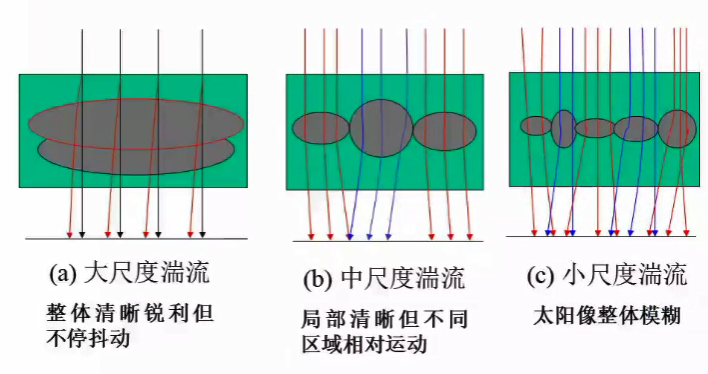 (a) 大尺度湍流
整体清晰锐利但
不停抖动
(b) 中尺度湍流
局部清晰但不同
区域相对运动
(c) 小尺度湍流
太阳像整体模糊